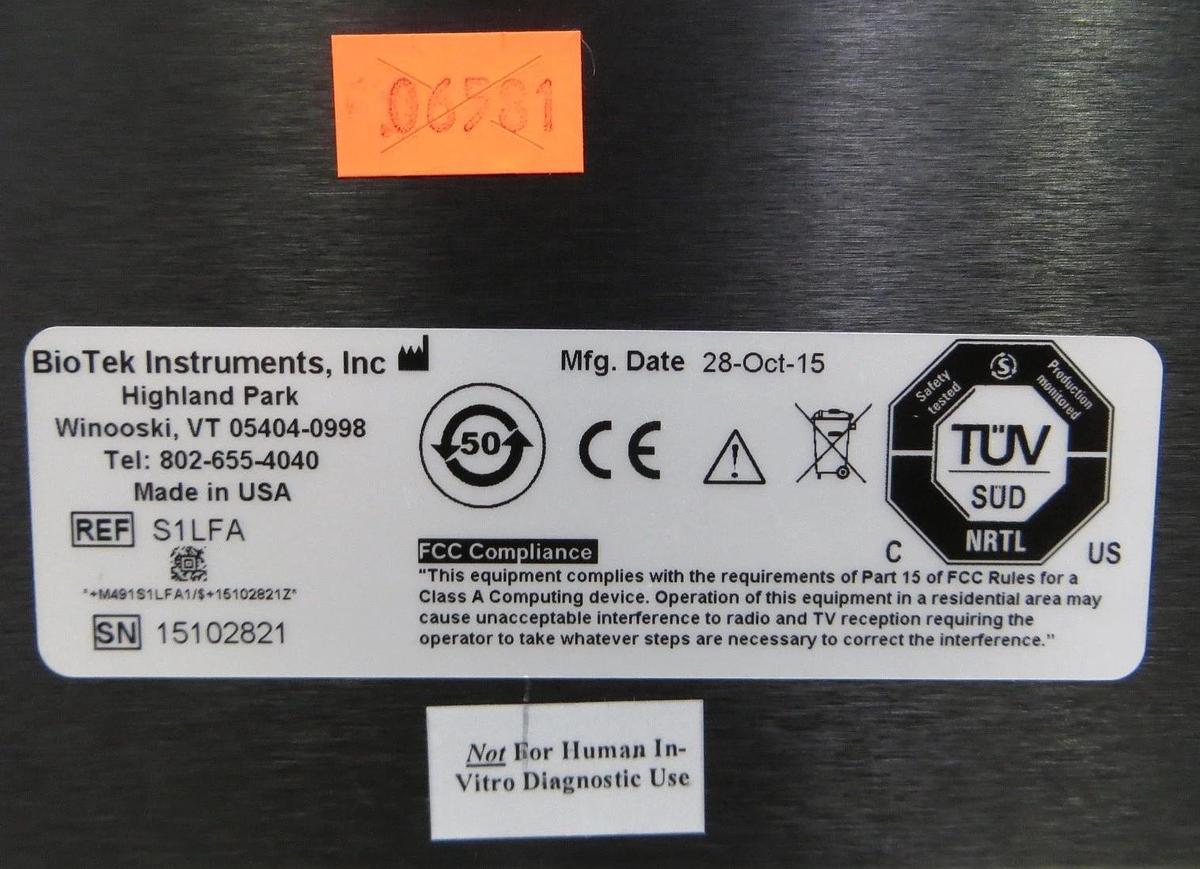 06581
BioTek Instruments, Inc
Highland Park
Winooski, VT 05404-0998
Tel: 802-655-4040
Made in USA
REF S1LFA
*+M491S1LFA1/$+15102821Z*
SN 15102821
Mfg. Date 28-Oct-15
50
CE
Safety tested
S
Production monitored
TÜV
SÜD
NRTL
C US
FCC Compliance
"This equipment complies with the requirements of Part 15 of FCC Rules for a
Class A Computing device. Operation of this equipment in a residential area may
cause unacceptable interference to radio and TV reception requiring the
operator to take whatever steps are necessary to correct the interference."
Not For Human In-
Vitro Diagnostic Use